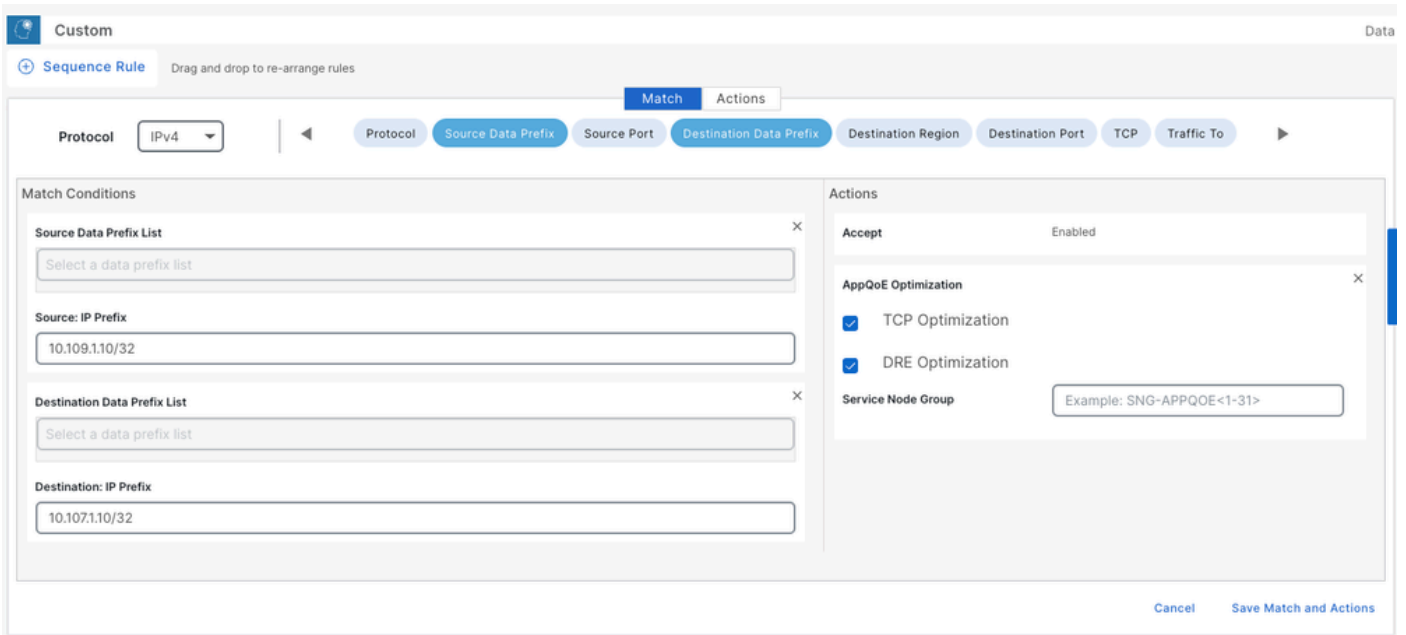 Custom
Data
Sequence Rule
Drag and drop to re-arrange rules
Match
Actions
Protocol
IPv4
Protocol
Source Data Prefix
Source Port
Destination Data Prefix
Destination Region
Destination Port
TCP
Traffic To
Match Conditions
Source Data Prefix List
Select a data prefix list
Source: IP Prefix
10.109.1.10/32
Destination Data Prefix List
Select a data prefix list
Destination: IP Prefix
10.107.1.10/32
Actions
Accept
Enabled
AppQoE Optimization
TCP Optimization
DRE Optimization
Service Node Group
Example: SNG-APPQOE<1-31>
Cancel
Save Match and Actions